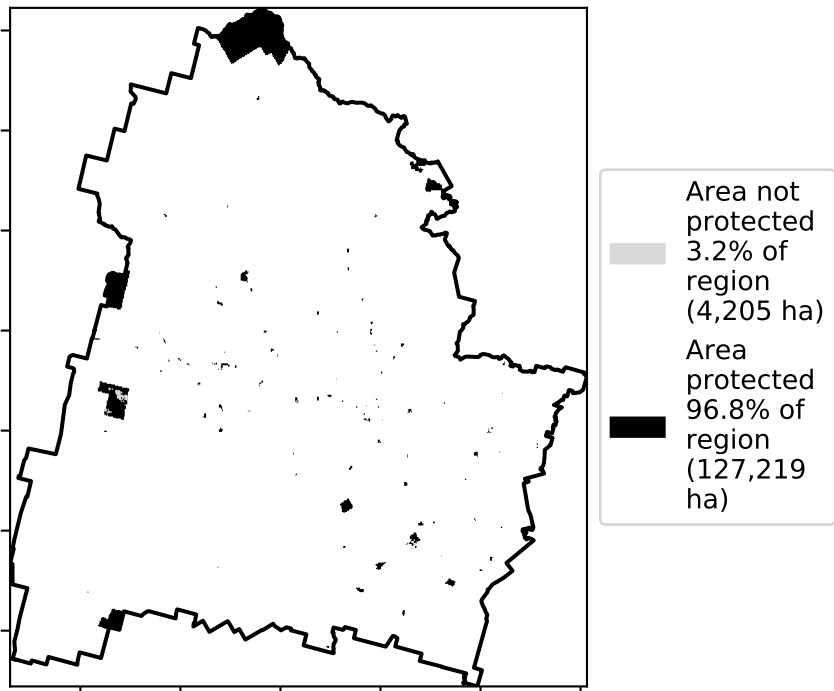 Area not
protected
3.2% of
region
(4,205 ha)
Area
protected
96.8% of
region
(127,219
ha)